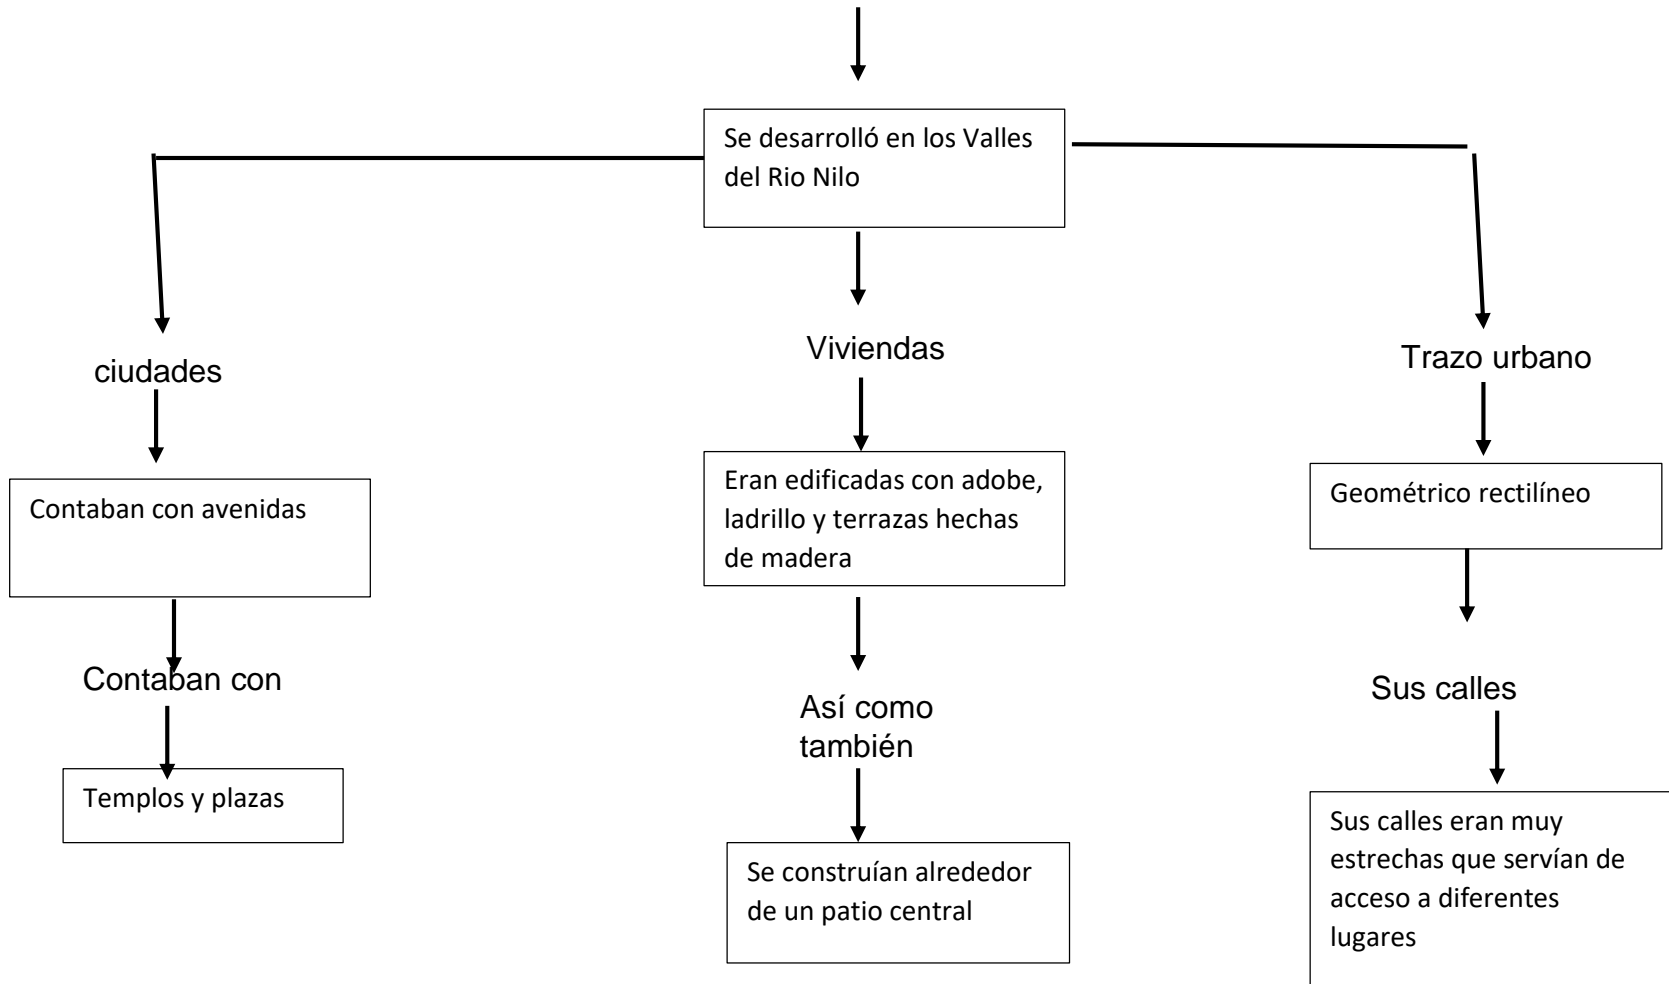 Se desarrolló en los Valles
del Rio Nilo
ciudades
Contaban con avenidas
Contaban con
Templos y plazas
Viviendas
Eran edificadas con adobe,
ladrillo y terrazas hechas
de madera
Así como
también
Se construían alrededor
de un patio central
Trazo urbano
Geométrico rectilíneo
Sus calles
Sus calles eran muy
estrechas que servían de
acceso a diferentes
lugares